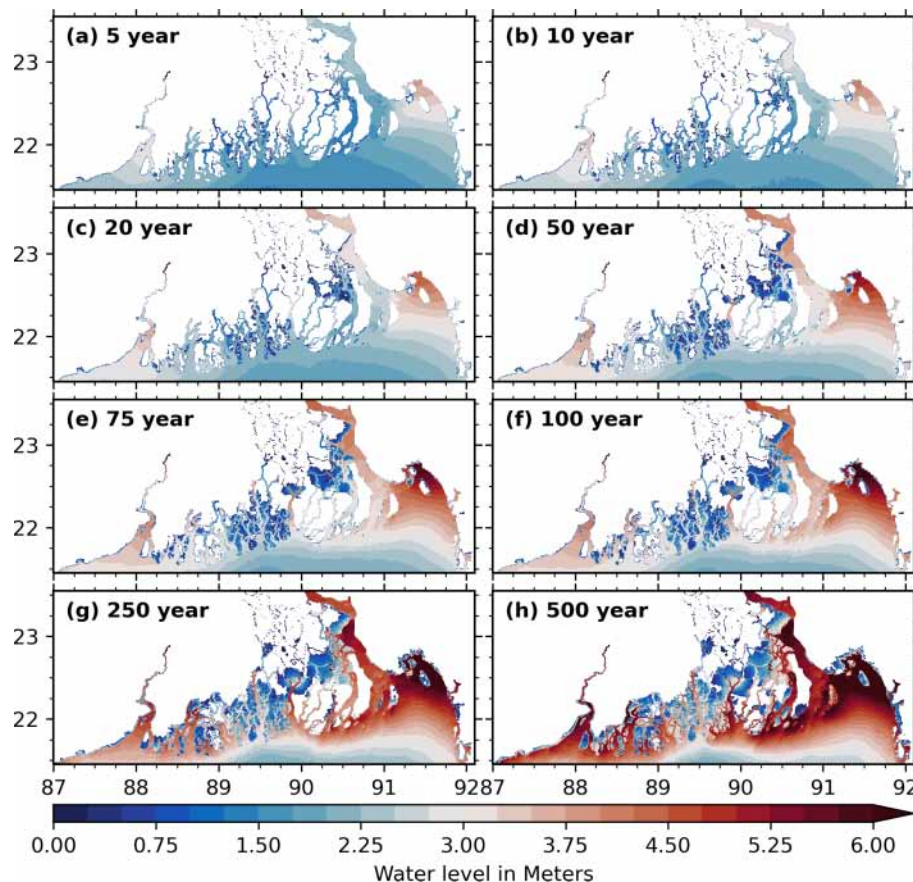 (a) 5 year
(b) 10 year
23
22
(c) 20 year
(d) 50 year
23
22
(e) 75 year
(f) 100 year
23
22
(g) 250 year
(h) 500 year
23
22
87 88 89 90 91 9287 88 89 90 91 92
0.00 0.75 1.50 2.25 3.00 3.75 4.50 5.25 6.00
Water level in Meters